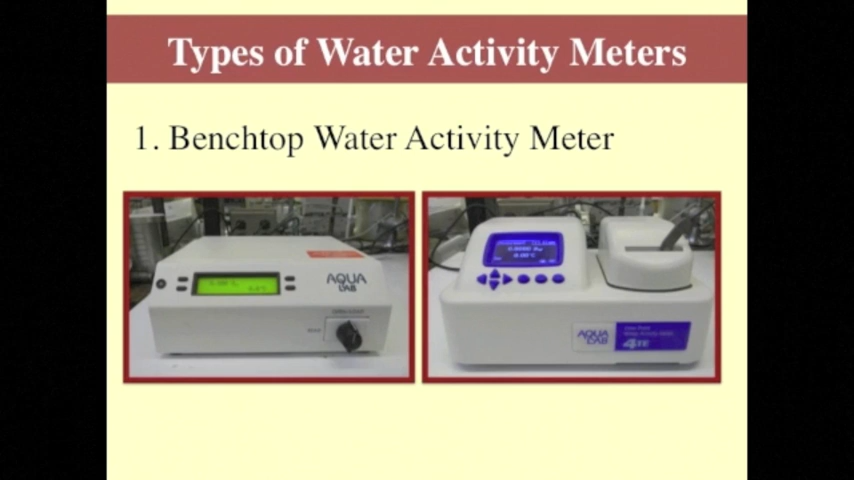 Types of Water Activity Meters
1. Benchtop Water Activity Meter
AQUA
LAB
AQUA
LAB
4TE